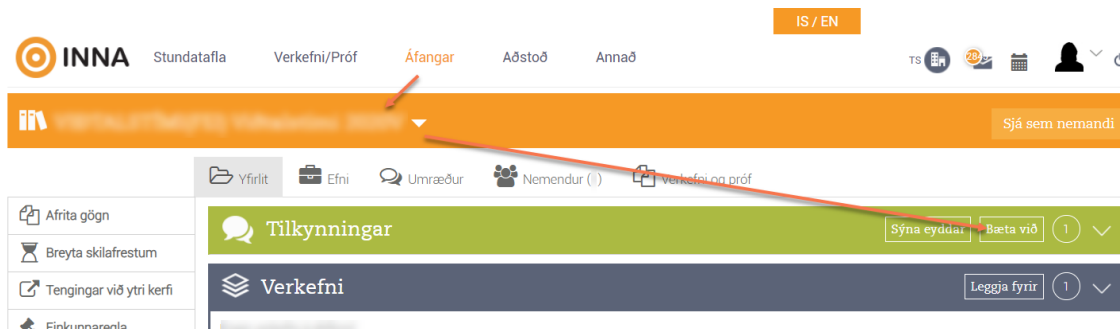 IS / EN
INNA Stundatafla Verkefni/Próf Áfangar Aðstoð Annað TS 284
Sjá sem nemandi
Yfirlit Efni Umræður Nemendur ( ) Verkefni og próf
Afrita gögn
Tilkynningar Sýna eyddar Bæta við 1
Breyta skilafrestum
Tengingar við ytri kerfi
Verkefni Leggja fyrir 1
Einkunnaregla